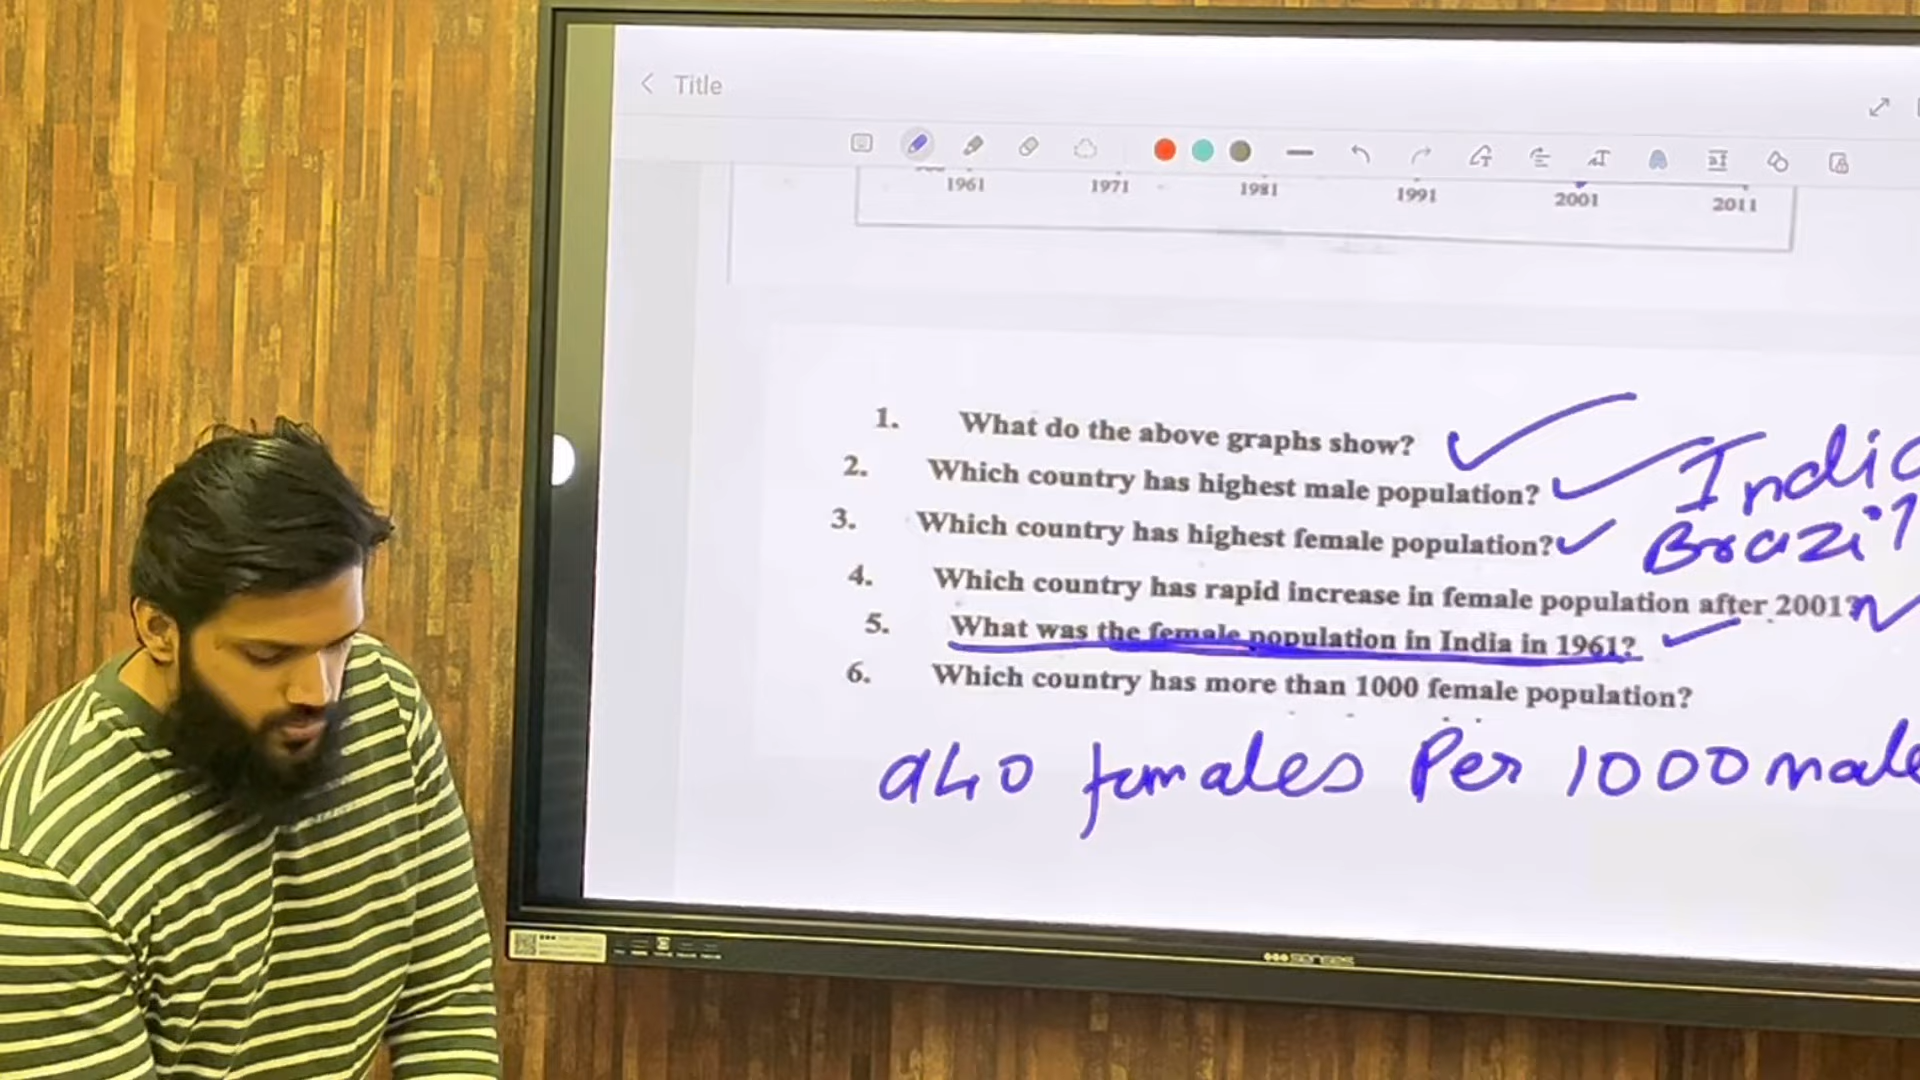 Title
1961 1971 1981 1991 2001 2011
1. What do the above graphs show?
2. Which country has highest male population? India
3. Which country has highest female population? Brazil
4. Which country has rapid increase in female population after 2001?
5. What was the female population in India in 1961?
6. Which country has more than 1000 female population?
940 females Per 1000 male